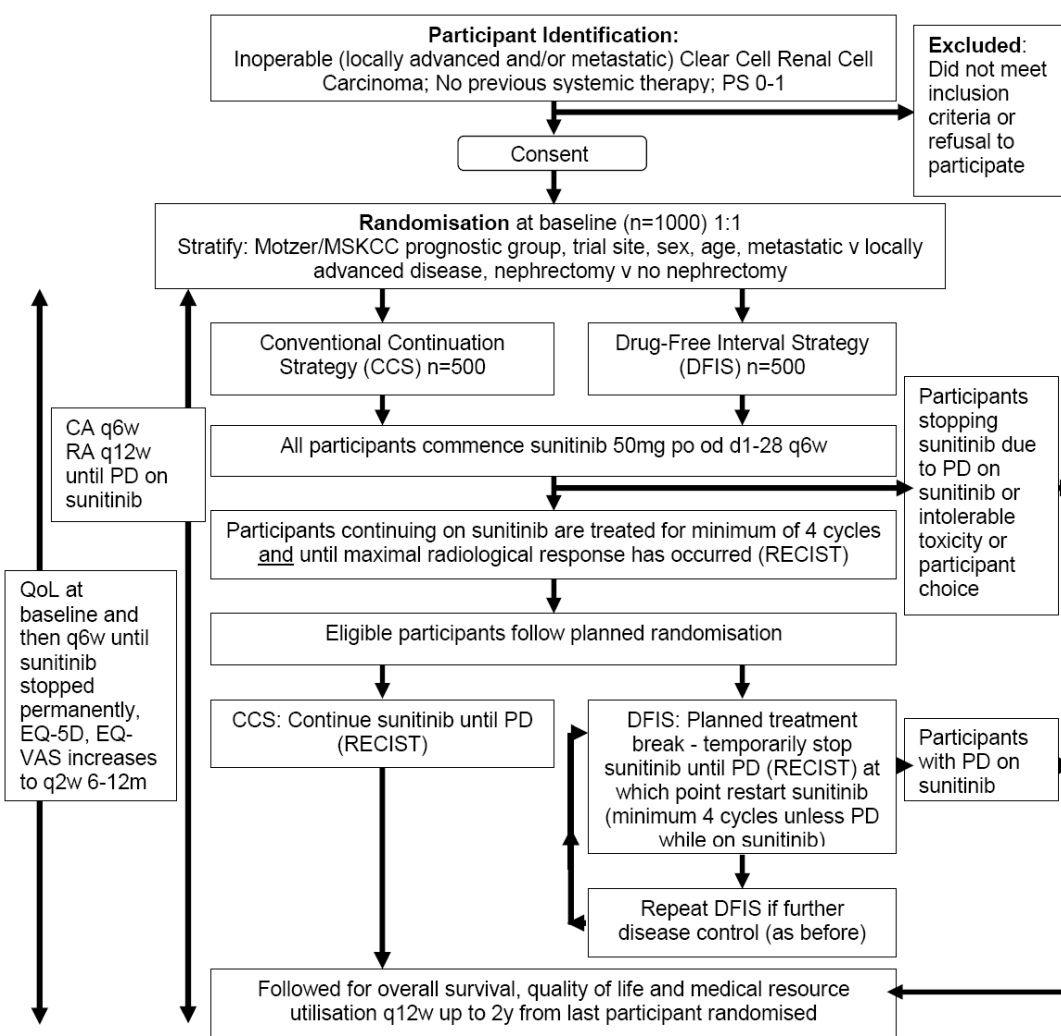 Participant Identification:
Inoperable (locally advanced and/or metastatic) Clear Cell Renal Cell
Carcinoma; No previous systemic therapy; PS 0-1
Excluded:
Did not meet
inclusion
criteria or
refusal to
participate
Consent
Randomisation at baseline (n=1000) 1:1
Stratify: Motzer/MSKCC prognostic group, trial site, sex, age, metastatic v locally
advanced disease, nephrectomy v no nephrectomy
Conventional Continuation
Strategy (CCS) n=500
Drug-Free Interval Strategy
(DFIS) n=500
CA q6w
RA q12w
until PD on
sunitinib
All participants commence sunitinib 50mg po od d1-28 q6w
Participants
stopping
sunitinib due
to PD on
sunitinib or
intolerable
toxicity or
participant
choice
Participants continuing on sunitinib are treated for minimum of 4 cycles
and until maximal radiological response has occurred (RECIST)
QoL at
baseline and
then q6w until
sunitinib
stopped
permanently,
EQ-5D, EQ-
VAS increases
to q2w 6-12m
Eligible participants follow planned randomisation
CCS: Continue sunitinib until PD
(RECIST)
DFIS: Planned treatment
break - temporarily stop
sunitinib until PD (RECIST) at
which point restart sunitinib
(minimum 4 cycles unless PD
while on sunitinib)
Participants
with PD on
sunitinib
Repeat DFIS if further
disease control (as before)
Followed for overall survival, quality of life and medical resource
utilisation q12w up to 2y from last participant randomised